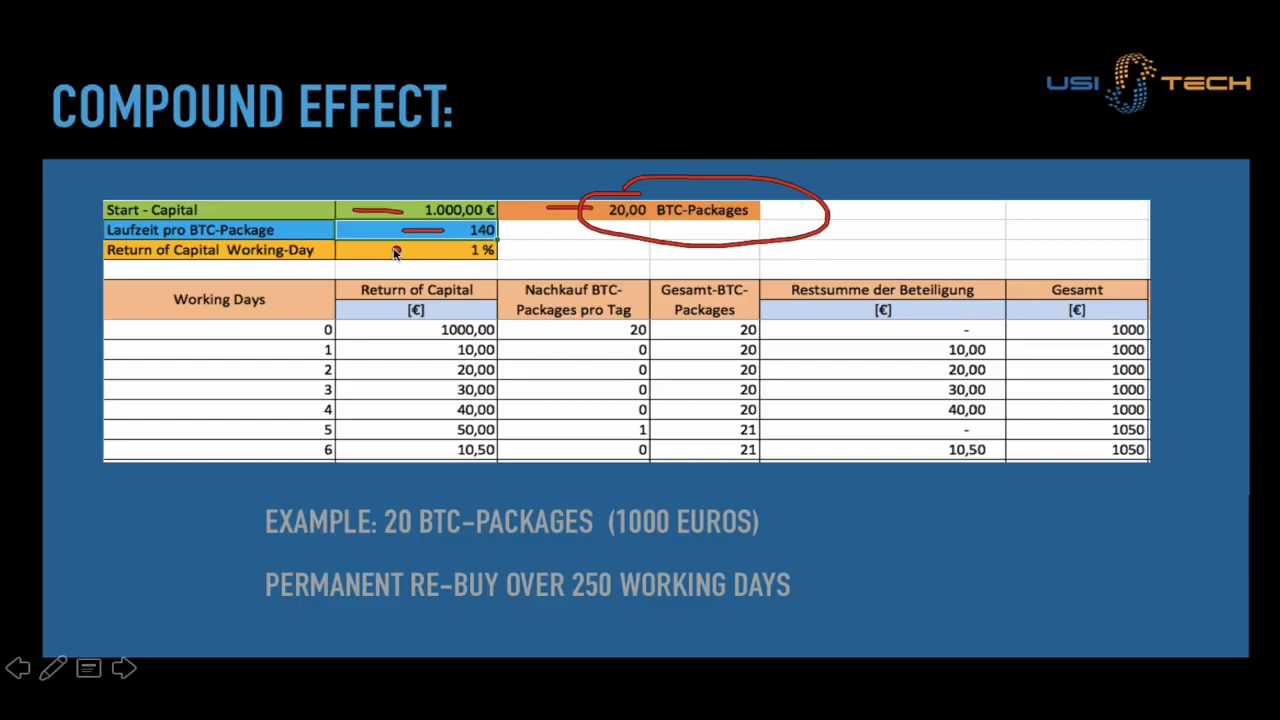 COMPOUND EFFECT:
USI TECH
Start - Capital 1.000,00 € 20,00 BTC-Packages
Laufzeit pro BTC-Package 140
Return of Capital Working-Day 1 %
Working Days Return of Capital Nachkauf BTC- Gesamt-BTC- Restsumme der Beteiligung Gesamt
[€] Packages pro Tag Packages [€] [€]
0 1000,00 20 20 - 1000
1 10,00 0 20 10,00 1000
2 20,00 0 20 20,00 1000
3 30,00 0 20 30,00 1000
4 40,00 0 20 40,00 1000
5 50,00 1 21 - 1050
6 10,50 0 21 10,50 1050
EXAMPLE: 20 BTC-PACKAGES (1000 EUROS)
PERMANENT RE-BUY OVER 250 WORKING DAYS